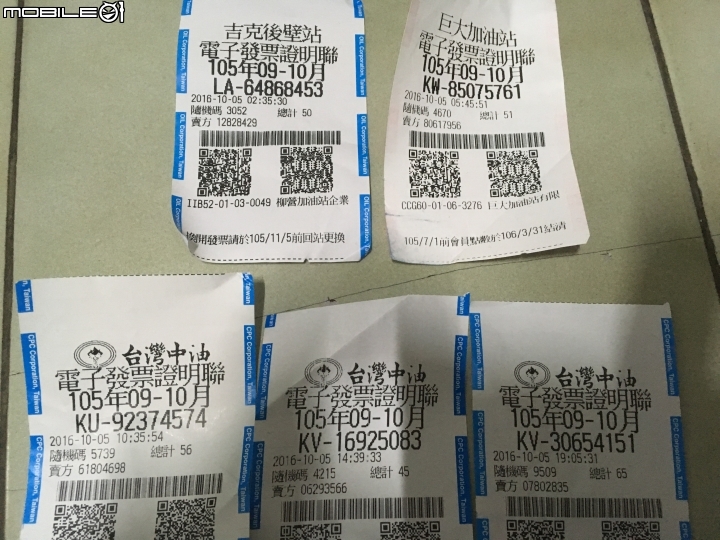 MOBILE01
吉克後壁站
電子發票證明聯
105年09-10月
LA-64868453
2016-10-05 02:35:30
隨機碼 3052 總計 50
賣方 12828429
IIB52-01-03-0049 柳營加油站企業
換開發票請於105/11/5前回站更換
OIL Corporation, Taiwan
巨大加油站
電子發票證明聯
105年09-10月
KW-85075761
2016-10-05 05:45:51
隨機碼 4670 總計 51
賣方 80617956
CCG60-01-06-3276 巨大加油站有限
105/7/1前會員點數於106/3/31結清
台灣中油
電子發票證明聯
105年09-10月
KU-92374574
2016-10-05 10:35:54
隨機碼 5739 總計 56
賣方 61804698
CPC Corporation, Taiwan
台灣中油
電子發票證明聯
105年09-10月
KV-16925083
2016-10-05 14:39:33
隨機碼 4215 總計 45
賣方 06293566
CPC Corporation, Taiwan
台灣中油
電子發票證明聯
105年09-10月
KV-30654151
2016-10-05 19:05:31
隨機碼 9509 總計 65
賣方 07802835
CPC Corporation, Taiwan